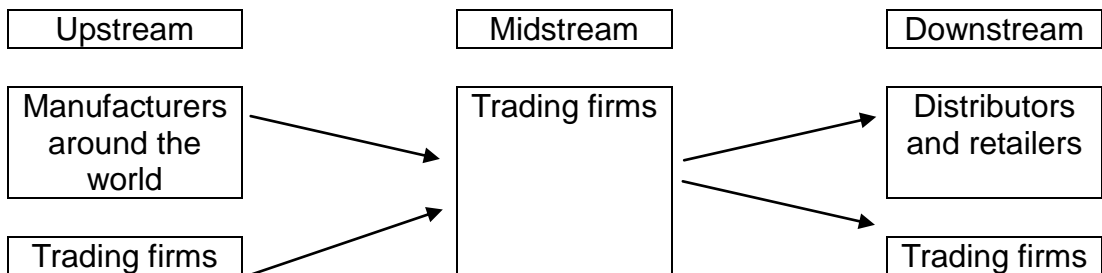 Upstream
Midstream
Downstream
Manufacturers
around the
world
Trading firms
Distributors
and retailers
Trading firms
Trading firms